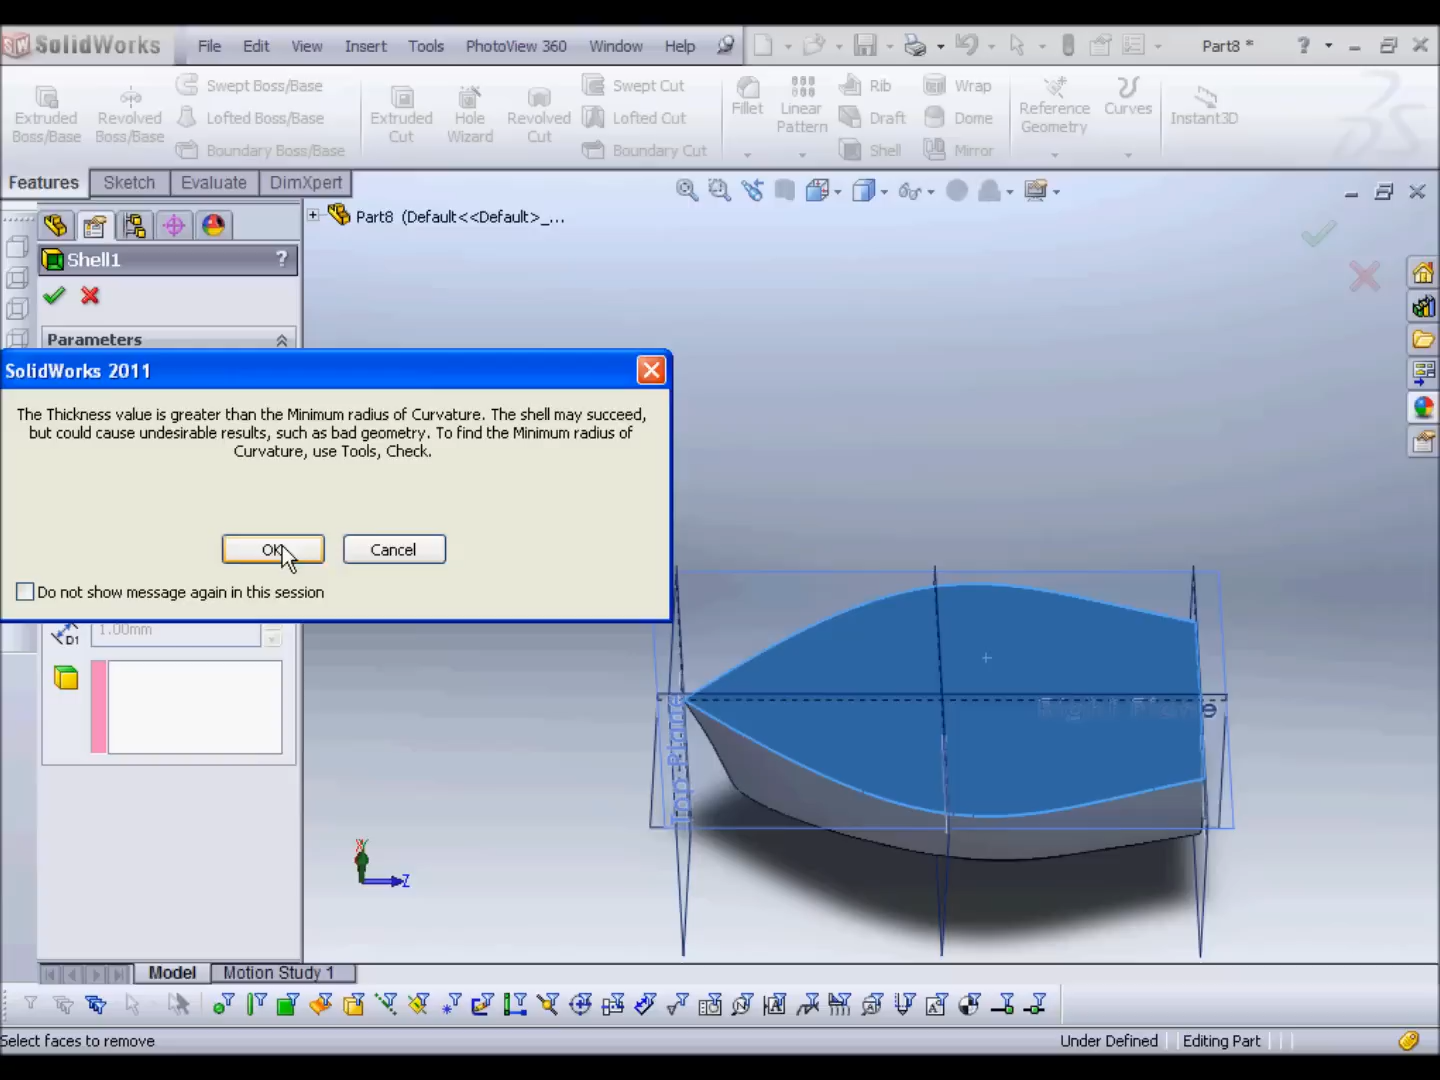 SolidWorks
File
Edit
View
Insert
Tools
PhotoView 360
Window
Help
Part8 *
?
Extruded
Boss/Base
Revolved
Boss/Base
Swept Boss/Base
Lofted Boss/Base
Boundary Boss/Base
Extruded
Cut
Hole
Wizard
Revolved
Cut
Swept Cut
Lofted Cut
Boundary Cut
Fillet
Linear
Pattern
Rib
Draft
Shell
Wrap
Dome
Mirror
Reference
Geometry
Curves
Instant3D
Features
Sketch
Evaluate
DimXpert
Part8 (Default<<Default>_...
Shell1
?
Parameters
SolidWorks 2011
The Thickness value is greater than the Minimum radius of Curvature. The shell may succeed,
but could cause undesirable results, such as bad geometry. To find the Minimum radius of
Curvature, use Tools, Check.
OK
Cancel
Do not show message again in this session
D1
1.00mm
Right Plane
Top Plane
X
Z
Model
Motion Study 1
Select faces to remove
Under Defined
Editing Part